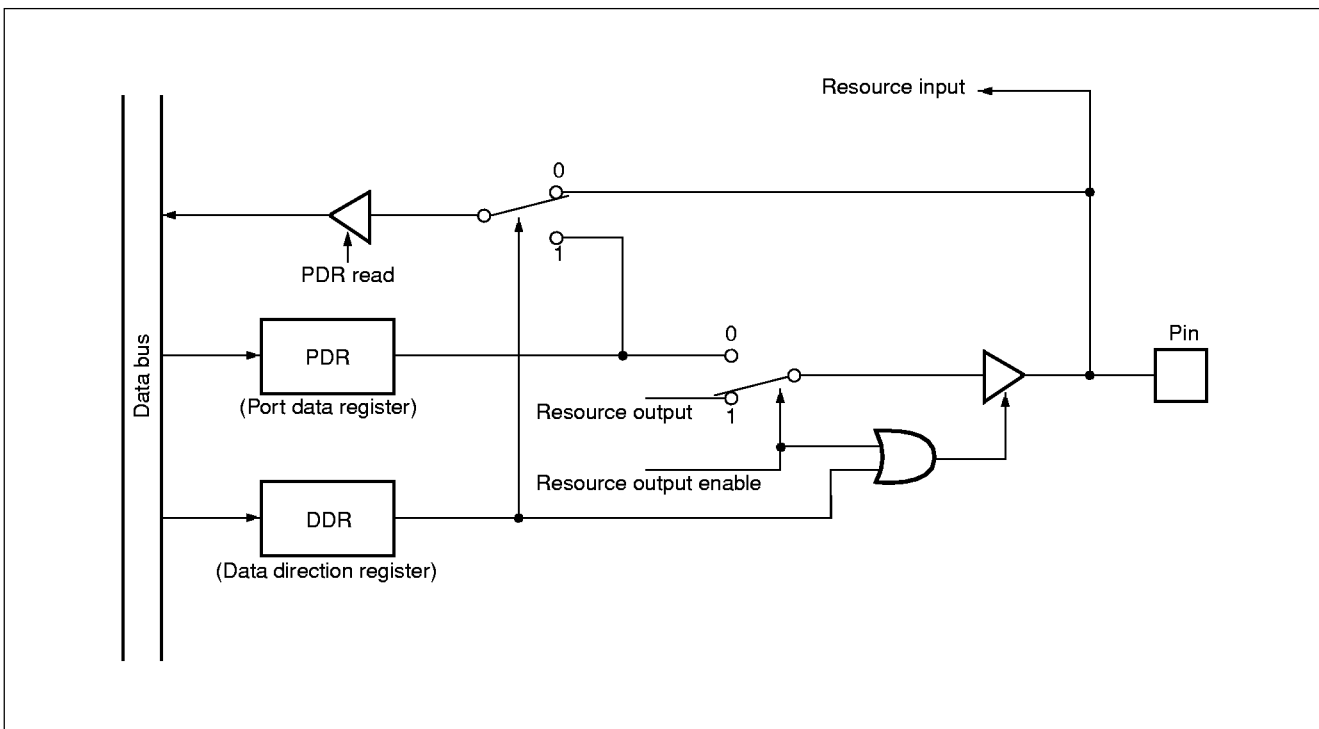 Resource input
0
1
PDR read
Data bus
PDR
(Port data register)
0
Pin
Resource output
1
Resource output enable
DDR
(Data direction register)